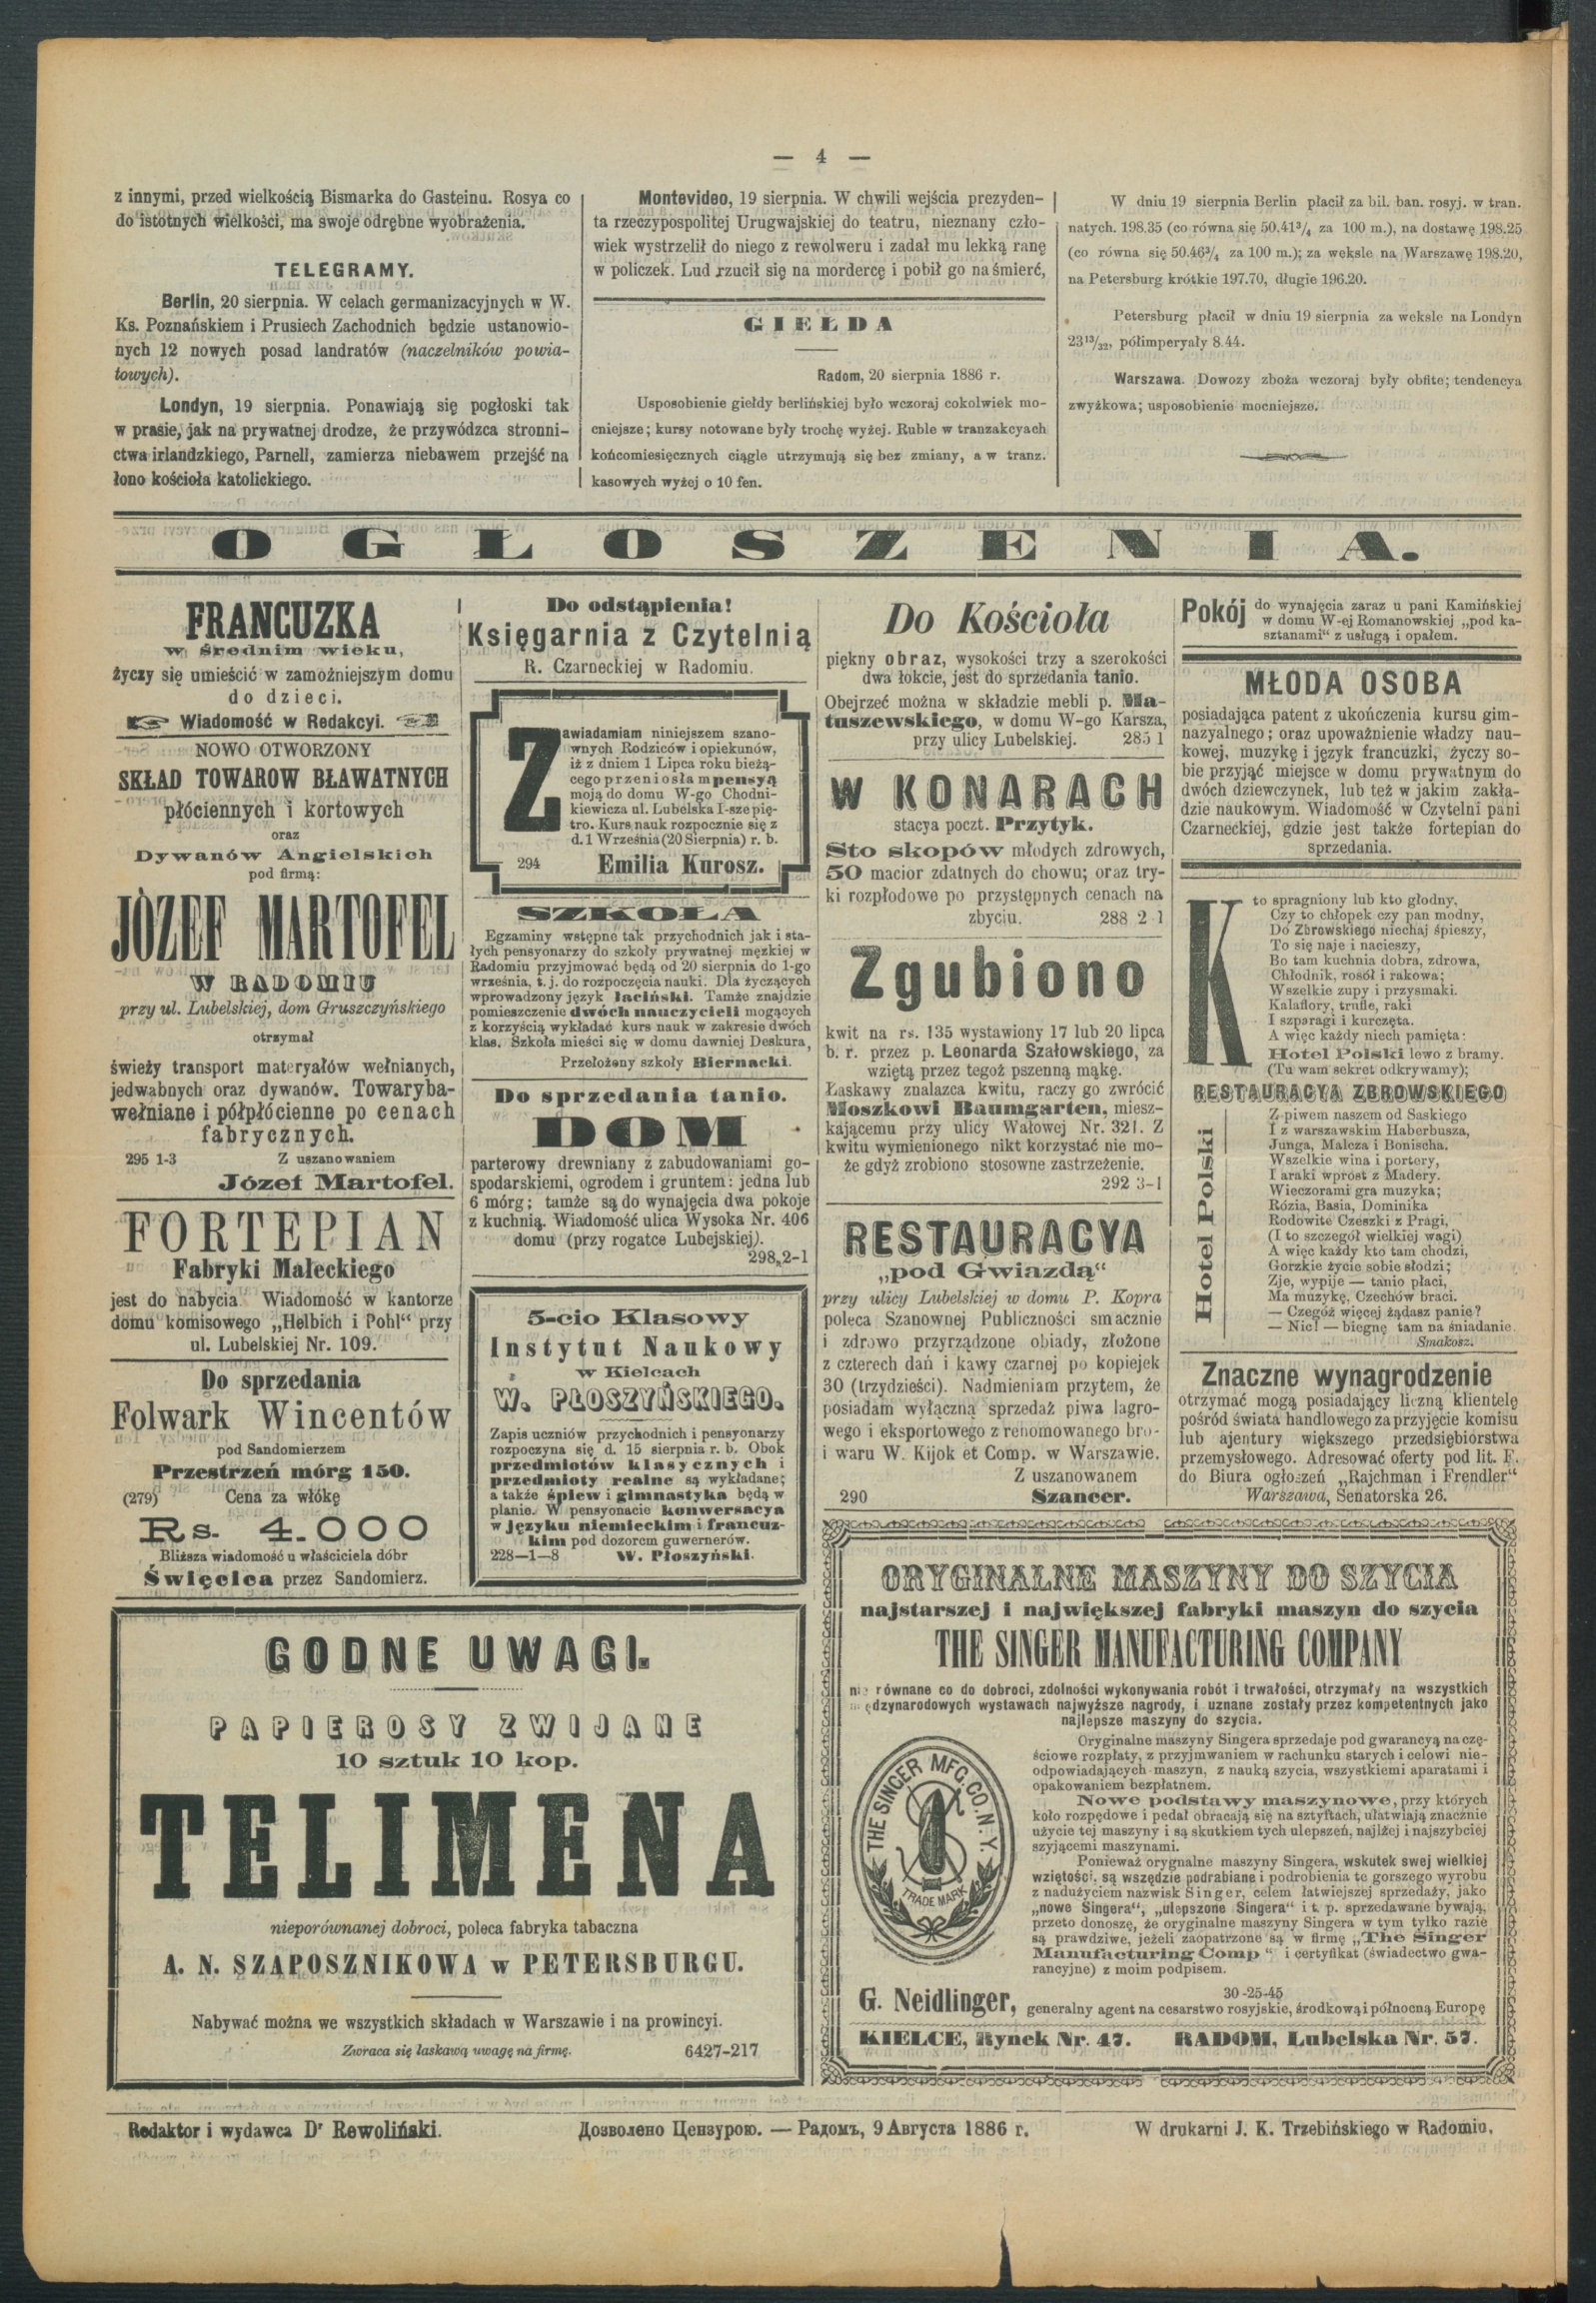 — 4 —
z innymi, przed wielkością Bismarka do Gasteinu. Rosya co
do istotnych wielkości, ma swoje odrębne wyobrażenia.
TELEGRAMY.
Berlin, 20 sierpnia. W celach germanizacyjnych w W.
Ks. Poznańskiem i Prusiech Zachodnich będzie ustanowio-
nych 12 nowych posad landratów (naczelników powia-
towych).
Londyn, 19 sierpnia. Ponawiają się pogłoski tak
w prasie, jak na prywatnej drodze, że przywódzca stronni-
ctwa irlandzkiego, Parnell, zamierza niebawem przejść na
łono kościoła katolickiego.
Montevideo, 19 sierpnia. W chwili wejścia prezyden-
ta rzeczypospolitej Urugwajskiej do teatru, nieznany czło-
wiek wystrzelił do niego z rewolweru i zadał mu lekką ranę
w policzek. Lud rzucił się na mordercę i pobił go na śmierć,
GIEŁDA
Radom, 20 sierpnia 1886 r.
Usposobienie giełdy berlińskiej było wczoraj cokolwiek mo-
cniejsze; kursy notowane były trochę wyżej. Ruble w tranzakcyach
końcomiesięcznych ciągle utrzymują się bez zmiany, a w tranz.
kasowych wyżej o 10 fen.
W dniu 19 sierpnia Berlin płacił za bil. ban. rosyj. w tran.
natych. 198.35 (co równa się 50.41¾ za 100 m.), na dostawę 198.25
(co równa się 50.46¾ za 100 m.); za weksle na Warszawę 198.20,
na Petersburg krótkie 197.70, długie 196.20.
Petersburg płacił w dniu 19 sierpnia za weksle na Londyn
23¹³/₃₂, półimperyały 8.44.
Warszawa. Dowozy zboża wczoraj były obfite; tendencya
zwyżkowa; usposobienie mocniejsze.
OGŁOSZENIA.
FRANCUZKA
w średnim wieku,
życzy się umieścić w zamożniejszym domu
do dzieci.
Wiadomość w Redakcyi.
NOWO OTWORZONY
SKŁAD TOWAROW BŁAWATNYCH
płóciennych i kortowych
oraz
Dywanów Angielskich
pod firmą:
JÓZEF MARTOFEL
W RADOMIU
przy ul. Lubelskiej, dom Gruszczyńskiego
otrzymał
świeży transport materyałów wełnianych,
jedwabnych oraz dywanów. Towary ba-
wełniane i półpłócienne po cenach
fabrycznych.
295 1-3 Z uszanowaniem
Józef Martofel.
FORTEPIAN
Fabryki Małeckiego
jest do nabycia Wiadomość w kantorze
domu komisowego „Helbich i Pohl“ przy
ul. Lubelskiej Nr. 109.
Do sprzedania
Folwark Wincentów
pod Sandomierzem
Przestrzeń mórg 150.
(279) Cena za włókę
Rs. 4.000
Bliższa wiadomość u właściciela dóbr
Święcica przez Sandomierz.
Do odstąpienia!
Księgarnia z Czytelnią
R. Czarneckiej w Radomiu.
Zawiadamiam niniejszem szano-
wnych Rodziców i opiekunów,
iż z dniem 1 Lipca roku bieżą-
cego przeniosłam pensyą
moją do domu W-go Chodni-
kiewicza ul. Lubelska I-sze pię-
tro. Kurs nauk rozpocznie się z
d. 1 Września (20 Sierpnia) r. b.
294 Emilia Kurosz.
SZKOŁA
Egzaminy wstępne tak przychodnich jak i sta-
łych pensyonarzy do szkoły prywatnej męzkiej w
Radomiu przyjmować będą od 20 sierpnia do 1-go
września, t. j. do rozpoczęcia nauki. Dla życzących
wprowadzony język łaciński. Tamże znajdzie
pomieszczenie dwóch nauczycieli mogących
z korzyścią wykładać kurs nauk w zakresie dwóch
klas. Szkoła mieści się w domu dawniej Deskura,
Przełożony szkoły Biernacki.
Do sprzedania tanio.
DOM
parterowy drewniany z zabudowaniami go-
spodarskiemi, ogrodem i gruntem: jedna lub
6 mórg; tamże są do wynajęcia dwa pokoje
z kuchnią. Wiadomość ulica Wysoka Nr. 406
domu (przy rogatce Lubejskiej).
298,2-1
5-cio Klasowy
Instytut Naukowy
w Kielcach
W. PŁOSZYŃSKIEGO.
Zapis uczniów przychodnich i pensyonarzy
rozpoczyna się d. 15 sierpnia r. b. Obok
przedmiotów klasycznych i
przedmioty realne są wykładane;
a także śpiew i gimnastyka będą w
planie. W pensyonacie konwersacya
w języku niemieckim i francuz-
kim pod dozorem guwernerów.
228—1—8 W. Płoszyński.
Do Kościoła
piękny obraz, wysokości trzy a szerokości
dwa łokcie, jest do sprzedania tanio.
Obejrzeć można w składzie mebli p. Ma-
tuszewskiego, w domu W-go Karsza,
przy ulicy Lubelskiej. 285 1
W KONARACH
stacya poczt. Przytyk.
Sto skopów młodych zdrowych,
50 macior zdatnych do chowu; oraz try-
ki rozpłodowe po przystępnych cenach na
zbyciu. 288 2-1
Zgubiono
kwit na rs. 135 wystawiony 17 lub 20 lipca
b. r. przez p. Leonarda Szałowskiego, za
wziętą przez tegoż pszenną mąkę.
Łaskawy znalazca kwitu, raczy go zwrócić
Moszkowi Baumgarten, miesz-
kającemu przy ulicy Wałowej Nr. 321. Z
kwitu wymienionego nikt korzystać nie mo-
że gdyż zrobiono stosowne zastrzeżenie.
292 3-1
RESTAURACYA
„pod Gwiazdą“
przy ulicy Lubelskiej w domu P. Kopra
poleca Szanownej Publiczności smacznie
i zdrowo przyrządzone obiady, złożone
z czterech dań i kawy czarnej po kopiejek
30 (trzydzieści). Nadmieniam przytem, że
posiadam wyłączną sprzedaż piwa lagro-
wego i eksportowego z renomowanego bro-
waru W. Kijok et Comp. w Warszawie.
Z uszanowanem
290 Szancer.
Pokój do wynajęcia zaraz u pani Kamińskiej
w domu W-ej Romanowskiej „pod ka-
sztanami“ z usługą i opałem.
MŁODA OSOBA
posiadająca patent z ukończenia kursu gim-
nazyalnego; oraz upoważnienie władzy nau-
kowej, muzykę i język francuzki, życzy so-
bie przyjąć miejsce w domu prywatnym do
dwóch dziewczynek, lub też w jakim zakła-
dzie naukowym. Wiadomość w Czytelni pani
Czarneckiej, gdzie jest także fortepian do
sprzedania.
Kto spragniony lub kto głodny,
Czy to chłopek czy pan modny,
Do Zbrowskiego niechaj śpieszy,
To się naje i nacieszy,
Bo tam kuchnia dobra, zdrowa,
Chłodnik, rosół i rakowa;
Wszelkie zupy i przysmaki.
Kalafiory, trufle, raki
I szparagi i kurczęta.
A więc każdy niech pamięta:
Hotel Polski lewo z bramy.
(Tu wam sekret odkrywamy);
RESTAURACYA ZBROWSKIEGO
Hotel Polski
Z piwem naszem od Saskiego
I z warszawskim Haberbusza,
Junga, Malcza i Bonischa.
Wszelkie wina i portery,
I araki wprost z Madery.
Wieczorami gra muzyka;
Rózia, Basia, Dominika
Rodowite Czeszki z Pragi,
(I to szczegół wielkiej wagi)
A więc każdy kto tam chodzi,
Gorzkie życie sobie słodzi;
Zje, wypije — tanio płaci,
Ma muzykę, Czechów braci.
— Czegóż więcej żądasz panie?
— Nic! — biegnę tam na śniadanie.
Smakosz.
Znaczne wynagrodzenie
otrzymać mogą posiadający liczną klientelę
pośród świata handlowego za przyjęcie komisu
lub ajentury większego przedsiębiorstwa
przemysłowego. Adresować oferty pod lit. F.
do Biura ogłoszeń „Rajchman i Frendler“
Warszawa, Senatorska 26.
GODNE UWAGI.
PAPIEROSY ZWIJANE
10 sztuk 10 kop.
TELIMENA
nieporównanej dobroci, poleca fabryka tabaczna
A. N. SZAPOSZNIKOWA w PETERSBURGU.
Nabywać można we wszystkich składach w Warszawie i na prowincyi.
Zwraca się łaskawą uwagę na firmę. 6427-217
ORYGINALNE MASZYNY DO SZYCIA
najstarszej i największej fabryki maszyn do szycia
THE SINGER MANUFACTURING COMPANY
nie równane co do dobroci, zdolności wykonywania robót i trwałości, otrzymały na wszystkich
ędzynarodowych wystawach najwyższe nagrody, i uznane zostały przez kompetentnych jako
najlepsze maszyny do szycia.
THE SINGER MFG. CO. N.Y.
TRADE MARK
Oryginalne maszyny Singera sprzedaje pod gwarancyą na czę-
ściowe rozpłaty, z przyjmwaniem w rachunku starych i celowi nie-
odpowiadających maszyn, z nauką szycia, wszystkiemi aparatami i
opakowaniem bezpłatnem.
Nowe podstawy maszynowe, przy których
koło rozpędowe i pedał obracają się na sztyftach, ułatwiają znacznie
użycie tej maszyny i są skutkiem tych ulepszeń, najlżej i najszybciej
szyjącemi maszynami.
Ponieważ orygnalne maszyny Singera, wskutek swej wielkiej
wziętości, są wszędzie podrabiane i podrobienia te gorszego wyrobu
z nadużyciem nazwisk Singer, celem łatwiejszej sprzedaży, jako
„nowe Singera“, „ulepszone Singera“ i t. p. sprzedawane bywają,
przeto donoszę, że oryginalne maszyny Singera w tym tylko razie
są prawdziwe, jeżeli zaopatrzone są w firmę „The Singer
Manufacturing Comp“ i certyfikat (świadectwo gwa-
rancyjne) z moim podpisem.
30-25-45
G. Neidlinger, generalny agent na cesarstwo rosyjskie, środkową i północną Europę
KIELCE, Rynek Nr. 47. RADOM, Lubelska Nr. 57.
Redaktor i wydawca Dr Rewoliński.
Дозволено Цензурою. — Радомъ, 9 Августа 1886 г.
W drukarni J. K. Trzebińskiego w Radomiu.